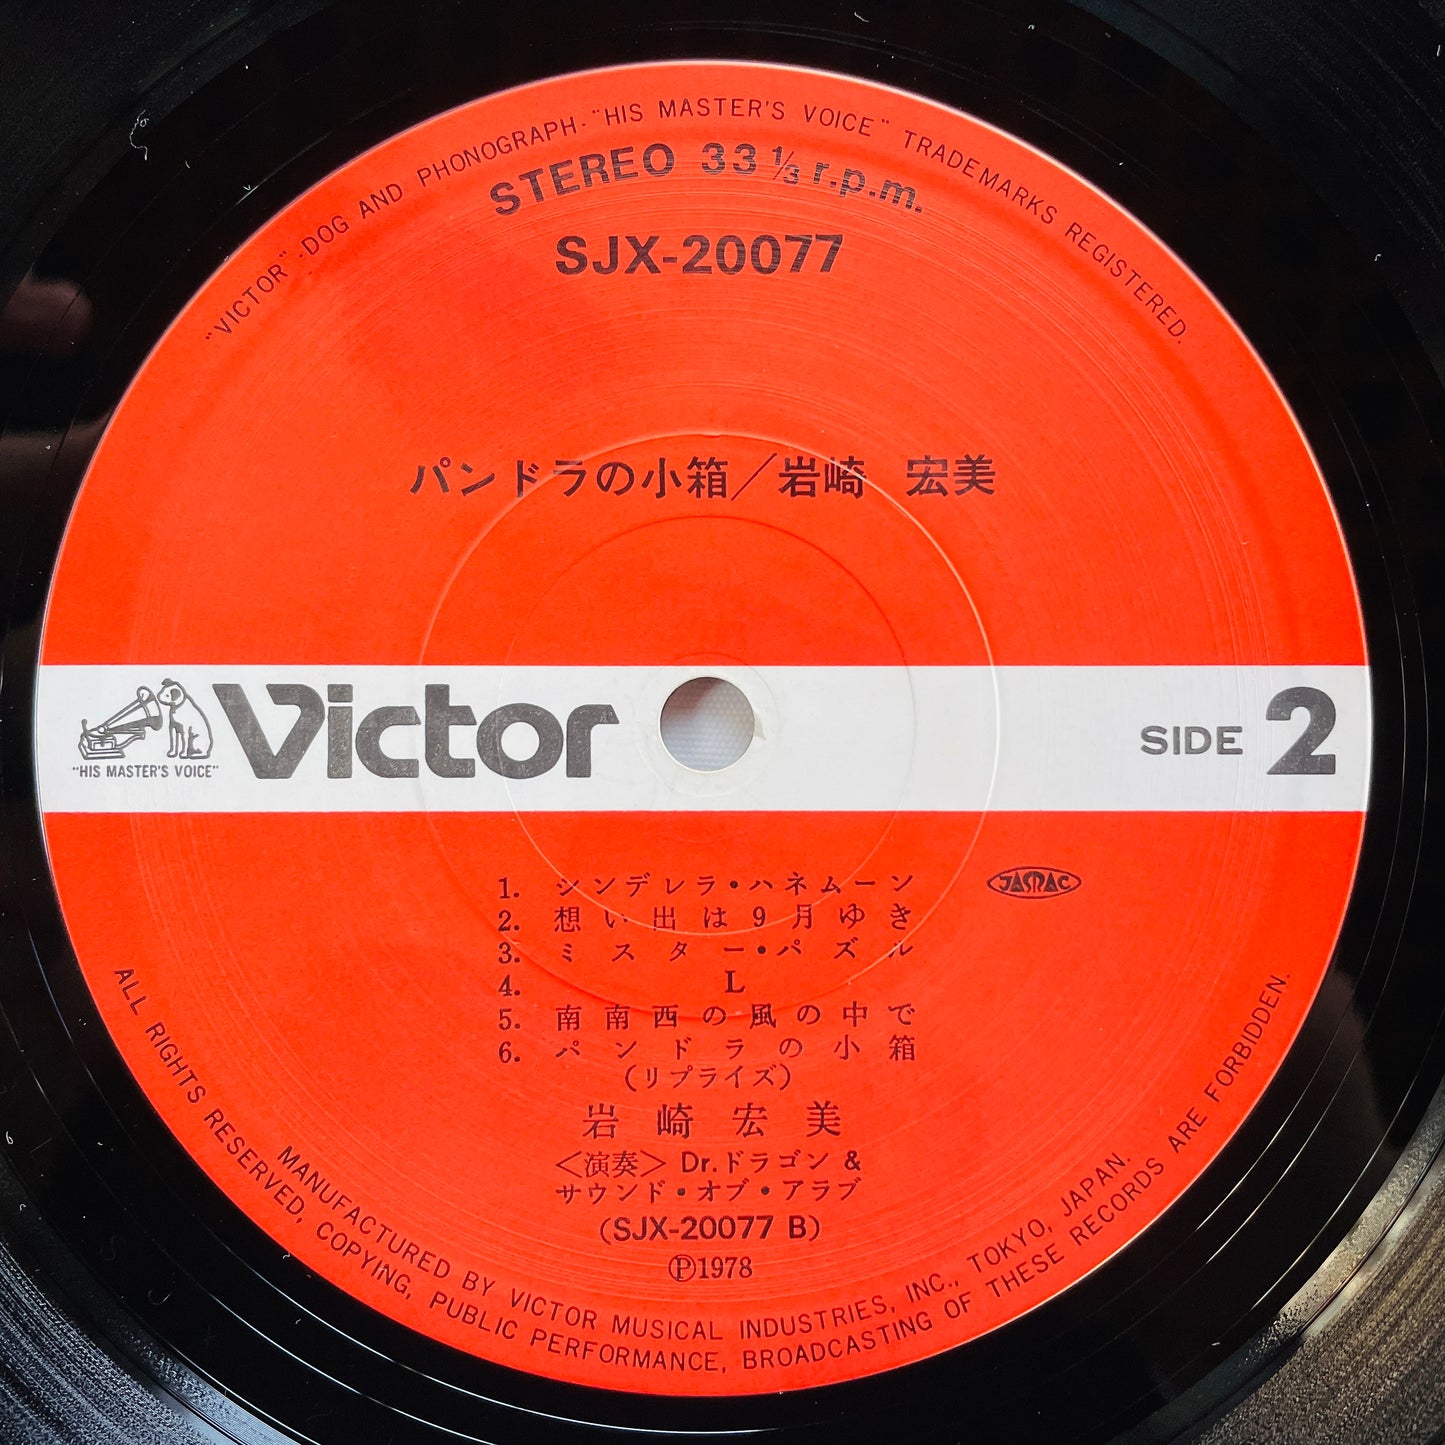 "VICTOR"-DOG AND PHONOGRAPH-"HIS MASTER'S VOICE" TRADEMARKS REGISTERED.
STEREO 33 1/3 r.p.m.
SJX-20077
パンドラの小箱／岩崎 宏美
"HIS MASTER'S VOICE"
Victor
SIDE 2
1. シンデレラ・ハネムーン
2. 想い出は9月ゆき
3. ミスター・パズル
4. L
5. 南南西の風の中で
6. パンドラの小箱
(リプライズ)
JASRAC
岩崎宏美
〈演奏〉Dr.ドラゴン &
サウンド・オブ・アラブ
(SJX-20077 B)
Ⓟ1978
MANUFACTURED BY VICTOR MUSICAL INDUSTRIES, INC., TOKYO, JAPAN.
ALL RIGHTS RESERVED, COPYING, PUBLIC PERFORMANCE, BROADCASTING OF THESE RECORDS ARE FORBIDDEN.